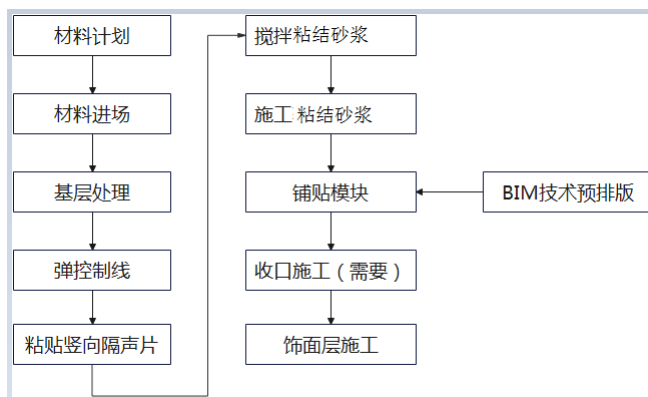 材料计划
材料进场
基层处理
弹控制线
粘贴竖向隔声片
搅拌粘结砂浆
施工粘结砂浆
铺贴模块
BIM技术预排版
收口施工（需要）
饰面层施工